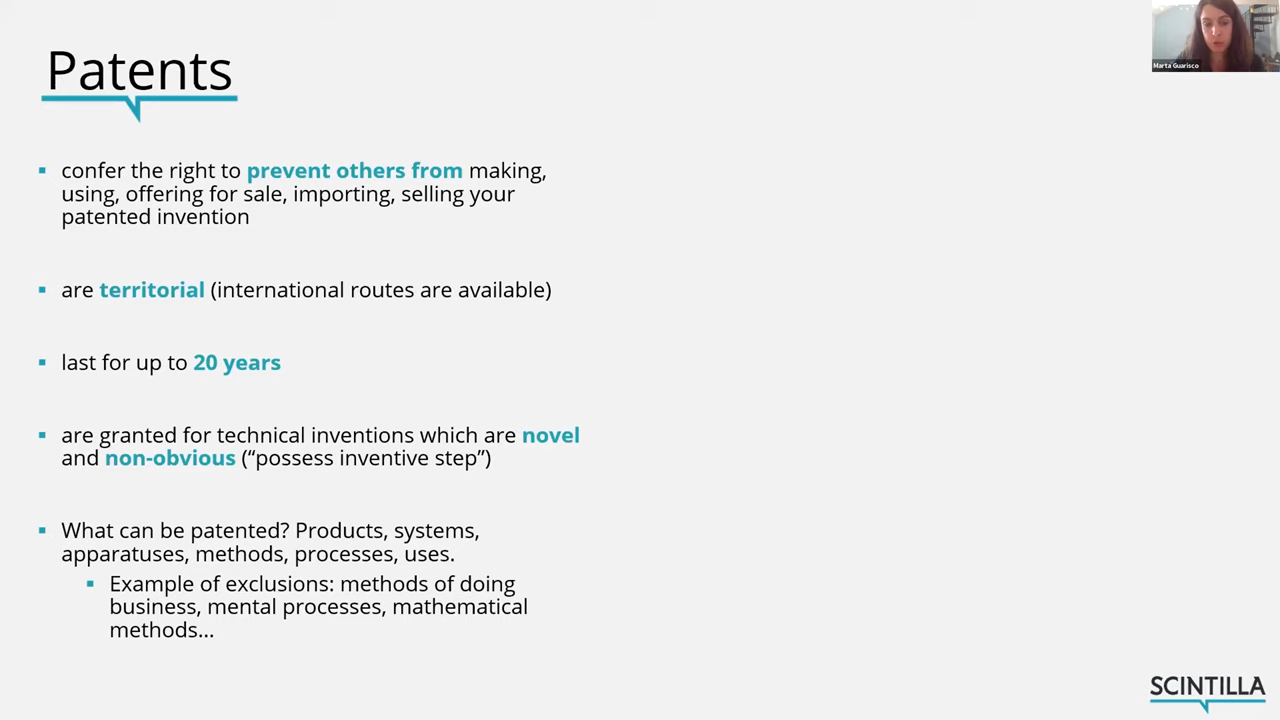 Patents
Marta Guarisco
▪ confer the right to prevent others from making,
using, offering for sale, importing, selling your
patented invention
▪ are territorial (international routes are available)
▪ last for up to 20 years
▪ are granted for technical inventions which are novel
and non-obvious (“possess inventive step”)
▪ What can be patented? Products, systems,
apparatuses, methods, processes, uses.
▪ Example of exclusions: methods of doing
business, mental processes, mathematical
methods…
SCINTILLA